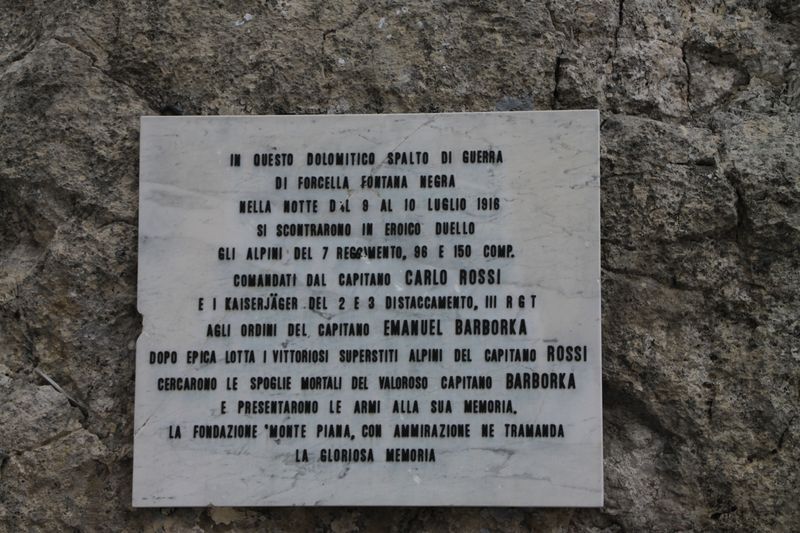 IN QUESTO DOLOMITICO SPALTO DI GUERRA
DI FORCELLA FONTANA NEGRA
NELLA NOTTE DAL 9 AL 10 LUGLIO 1916
SI SCONTRARONO IN EROICO DUELLO
GLI ALPINI DEL 7 REGGIMENTO, 96 E 150 COMP.
COMANDATI DAL CAPITANO CARLO ROSSI
E I KAISERJÄGER DEL 2 E 3 DISTACCAMENTO, III R G T
AGLI ORDINI DEL CAPITANO EMANUEL BARBORKA
DOPO EPICA LOTTA I VITTORIOSI SUPERSTITI ALPINI DEL CAPITANO ROSSI
CERCARONO LE SPOGLIE MORTALI DEL VALOROSO CAPITANO BARBORKA
E PRESENTARONO LE ARMI ALLA SUA MEMORIA.
LA FONDAZIONE "MONTE PIANA, CON AMMIRAZIONE NE TRAMANDA
LA GLORIOSA MEMORIA